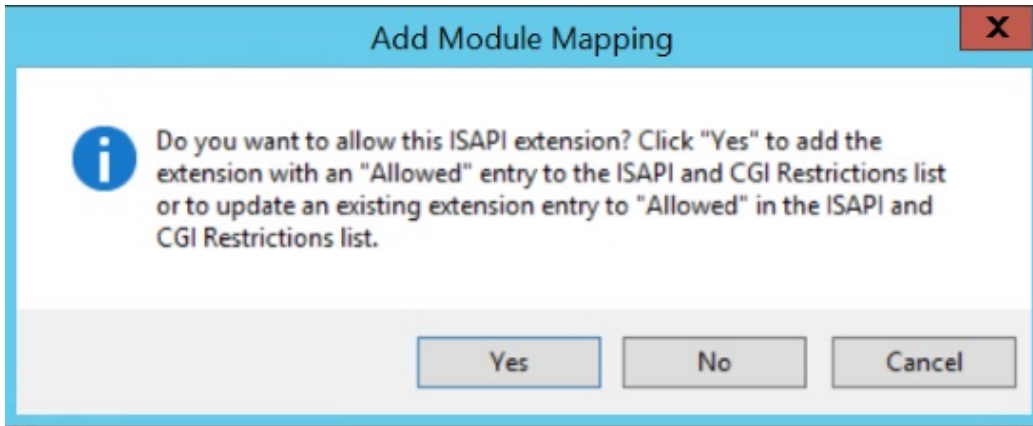 Add Module Mapping
X
Do you want to allow this ISAPI extension? Click "Yes" to add the
extension with an "Allowed" entry to the ISAPI and CGI Restrictions list
or to update an existing extension entry to "Allowed" in the ISAPI and
CGI Restrictions list.
Yes
No
Cancel